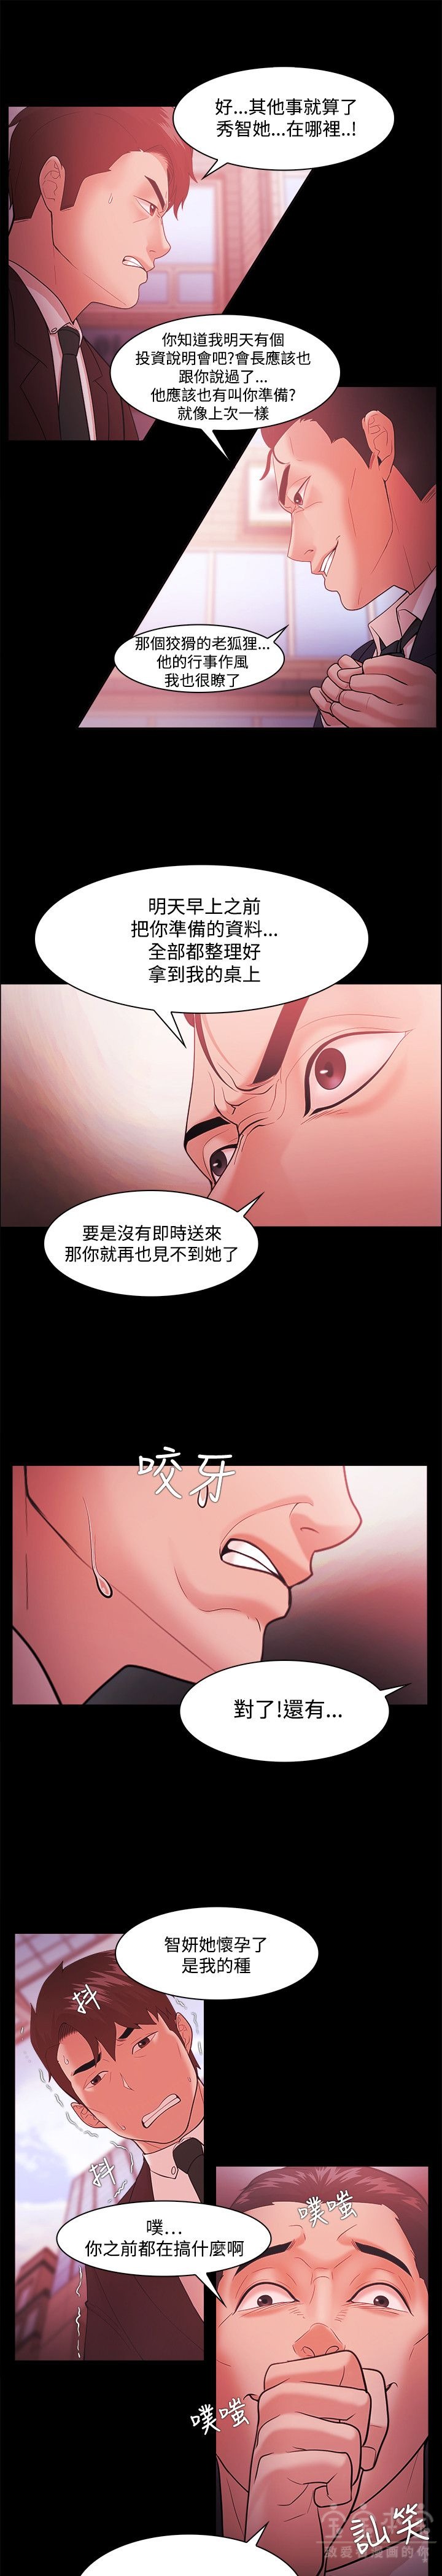 好...其他事就算了
秀智她...在哪裡..!
你知道我明天有個
投資說明會吧?會長應該也
跟你說過了...
他應該也有叫你準備?
就像上次一樣
那個狡猾的老狐狸...
他的行事作風
我也很瞭了
明天早上之前
把你準備的資料...
全部都整理好
拿到我的桌上
要是沒有即時送來
那你就再也見不到她了
咬牙
對了!還有...
智妍她懷孕了
是我的種
抖
抖
噗...
你之前都在搞什麼啊
噗嗤
噗嗤
訕笑